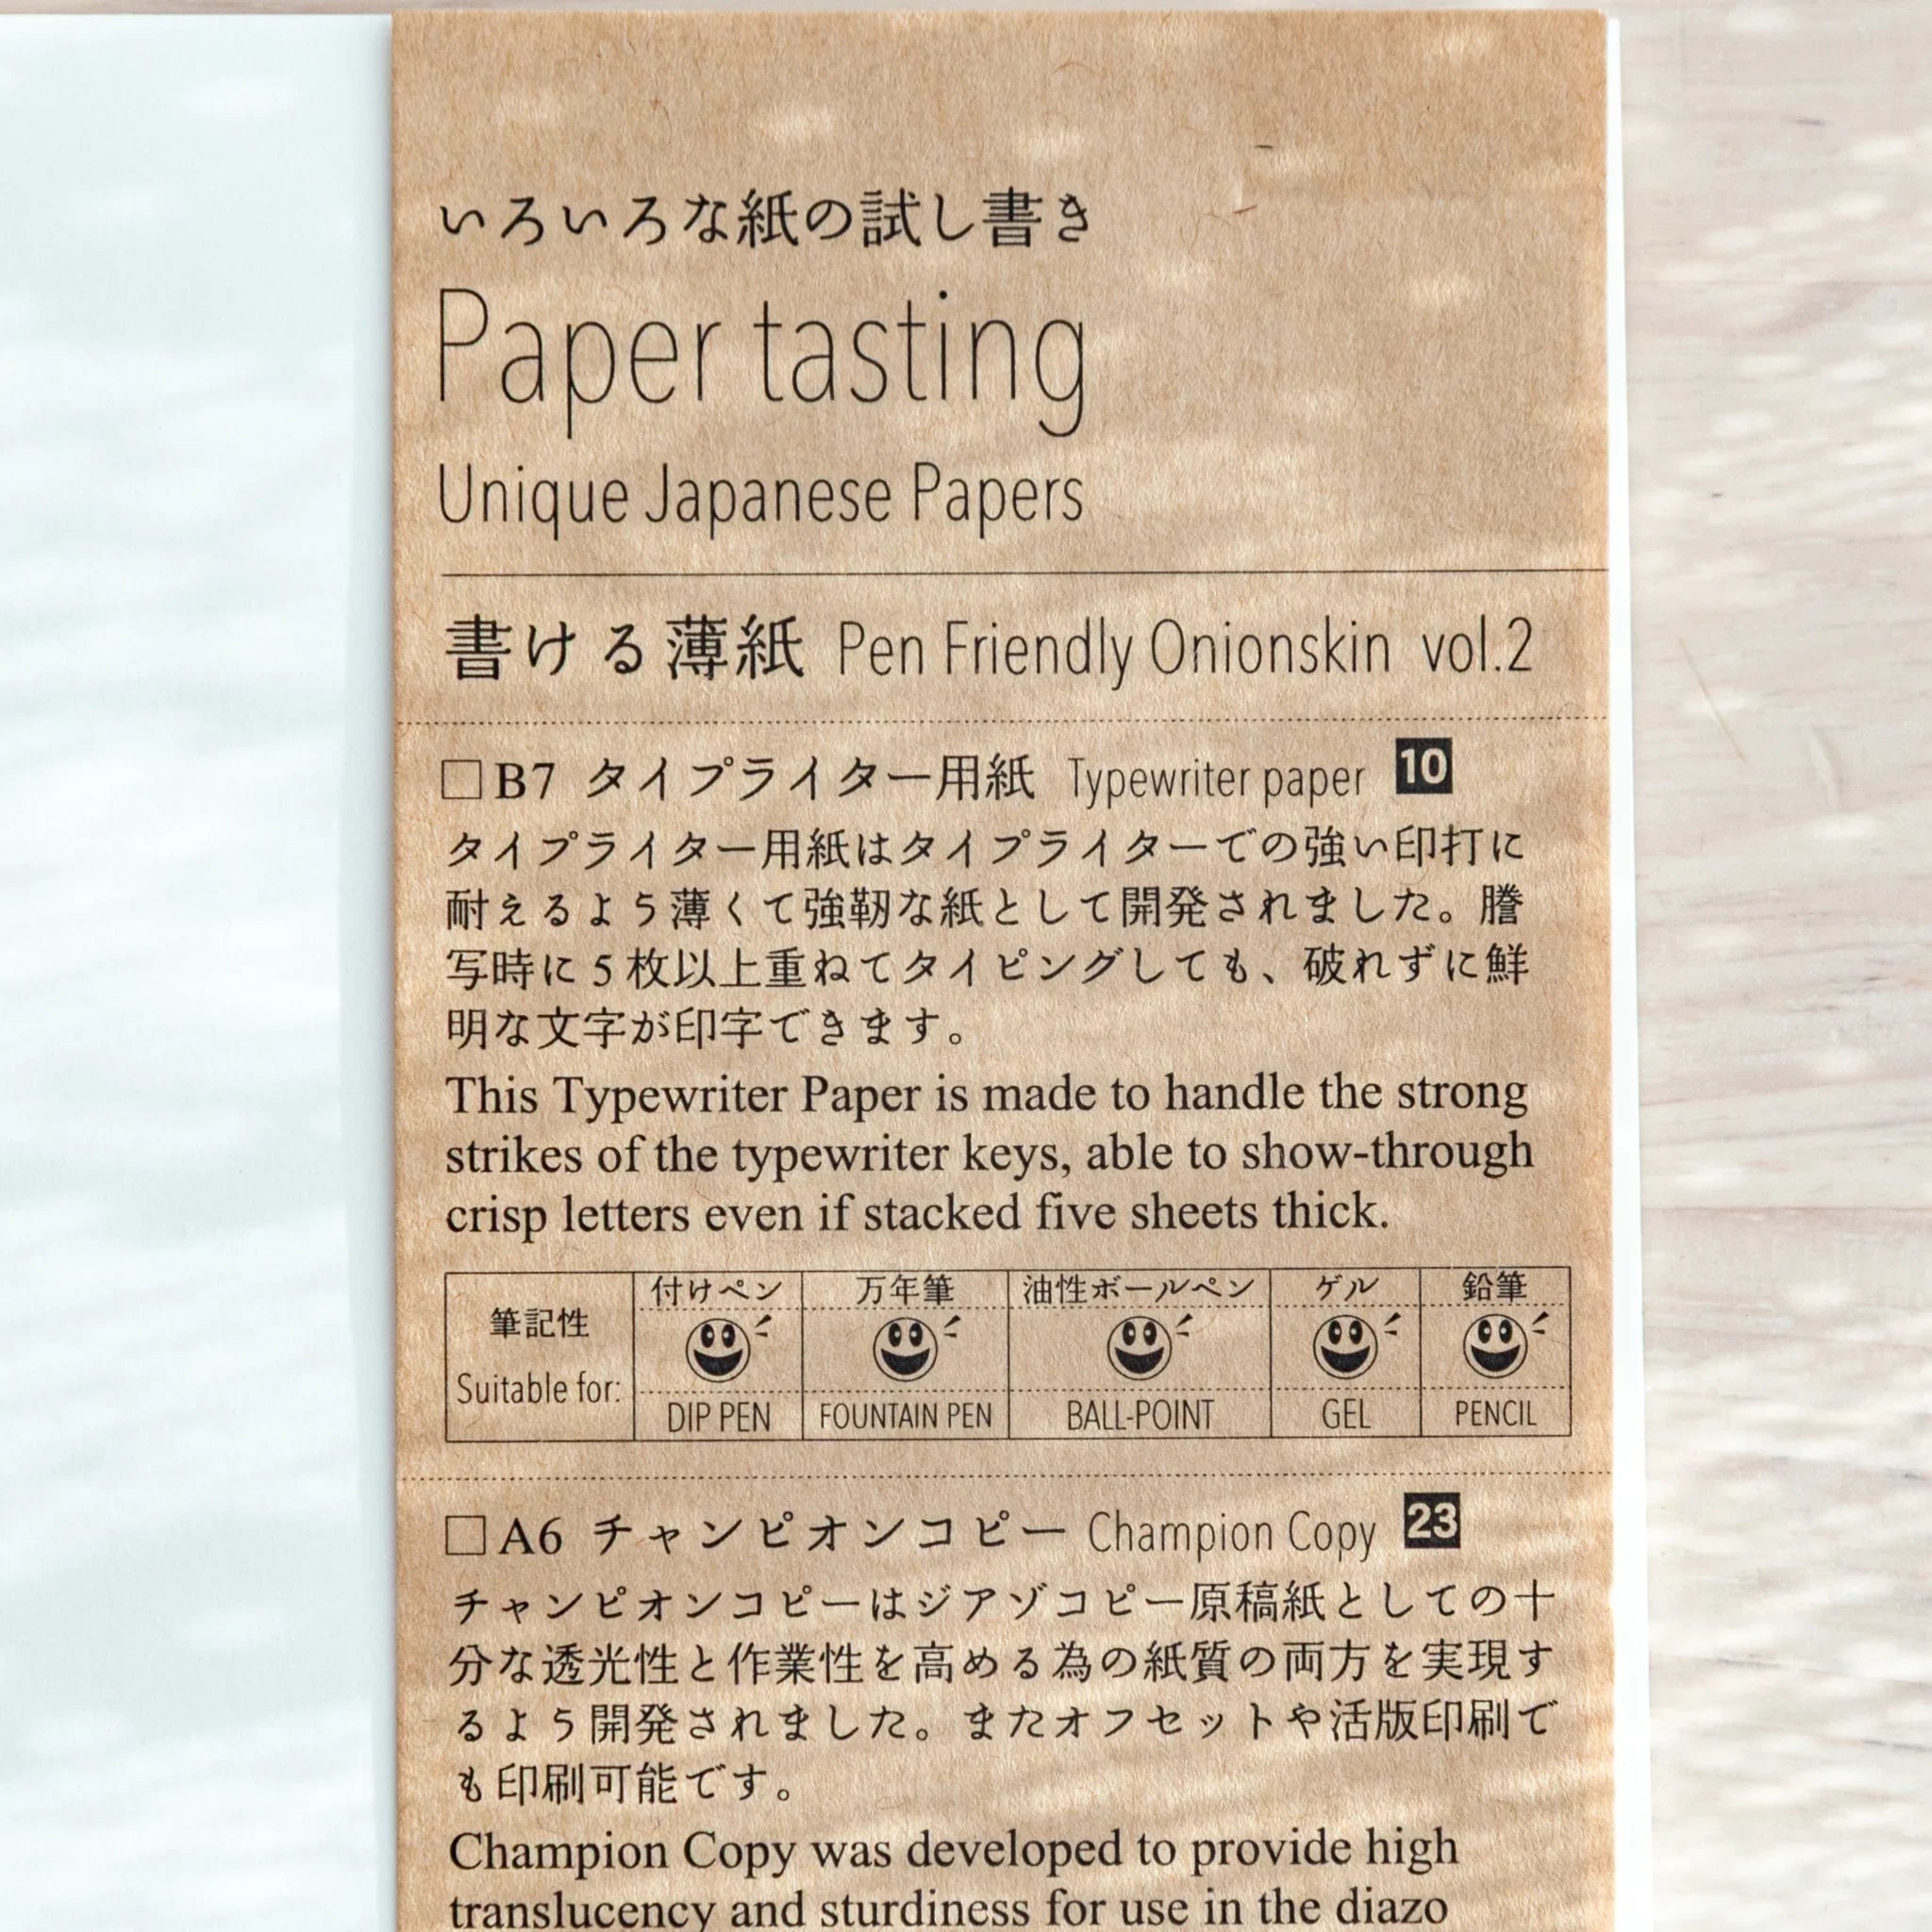 いろいろな紙の試し書き
Paper tasting
Unique Japanese Papers
書ける薄紙 Pen Friendly Onionskin vol.2
□B7 タイプライター用紙 Typewriter paper 10
タイプライター用紙はタイプライターでの強い印打に
耐えるよう薄くて強靭な紙として開発されました。謄
写時に5枚以上重ねてタイピングしても、破れずに鮮
明な文字が印字できます。
This Typewriter Paper is made to handle the strong
strikes of the typewriter keys, able to show-through
crisp letters even if stacked five sheets thick.
筆記性 付けペン 万年筆 油性ボールペン ゲル 鉛筆
Suitable for: DIP PEN FOUNTAIN PEN BALL-POINT GEL PENCIL
□A6 チャンピオンコピー Champion Copy 23
チャンピオンコピーはジアゾコピー原稿紙としての十
分な透光性と作業性を高める為の紙質の両方を実現す
るよう開発されました。またオフセットや活版印刷で
も印刷可能です。
Champion Copy was developed to provide high
translucency and sturdiness for use in the diazo